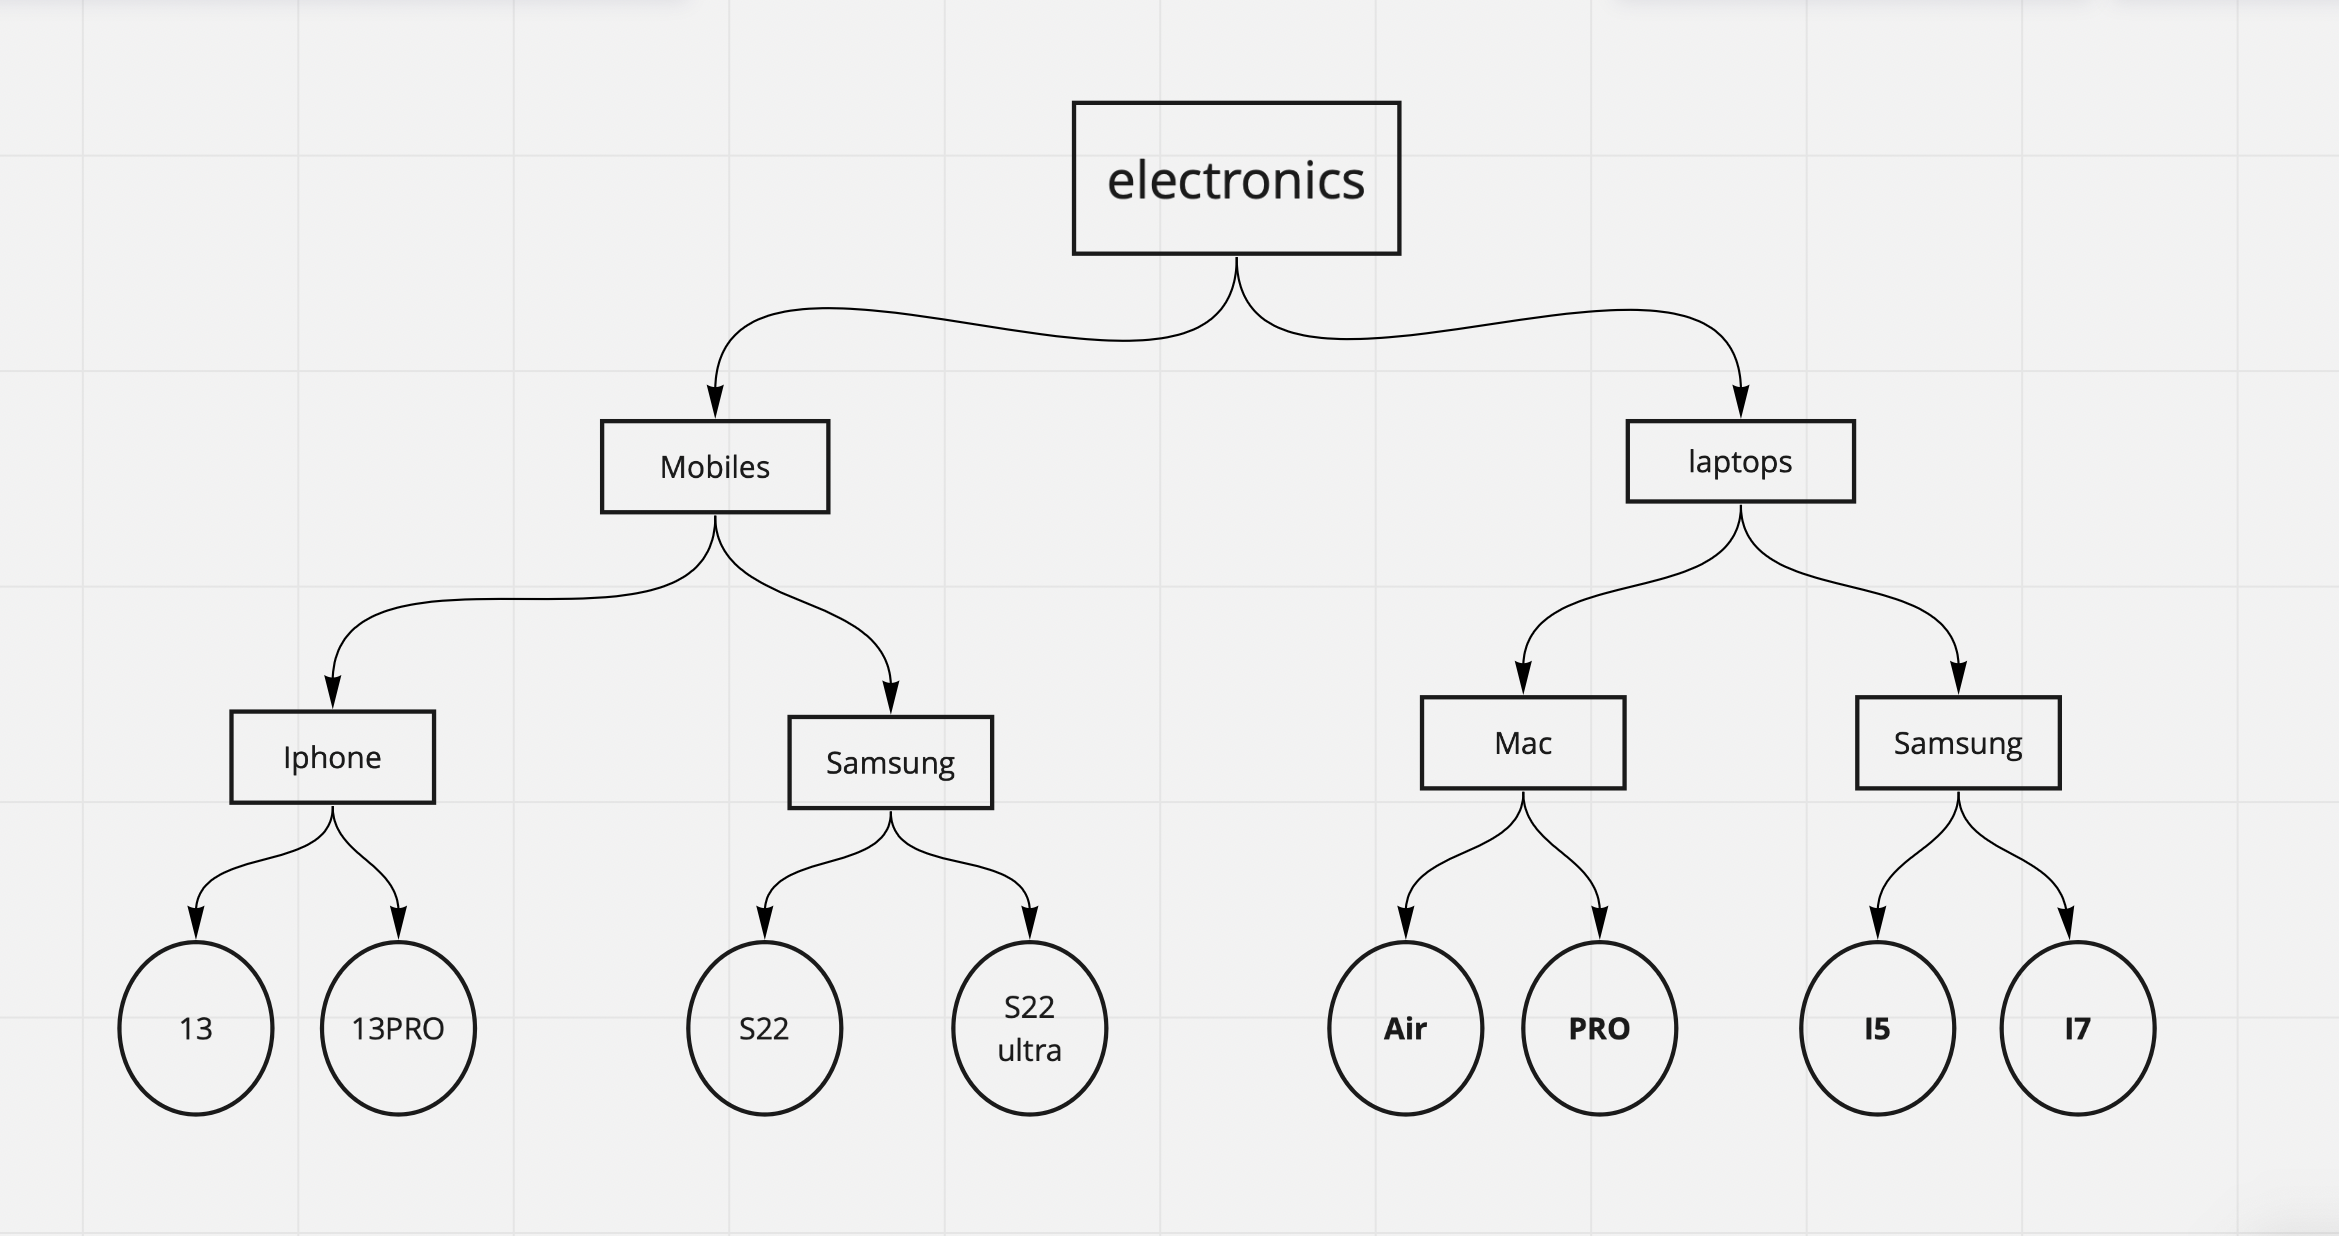 electronics
Mobiles
laptops
Iphone
Samsung
Mac
Samsung
13
13PRO
S22
S22
ultra
Air
PRO
I5
I7